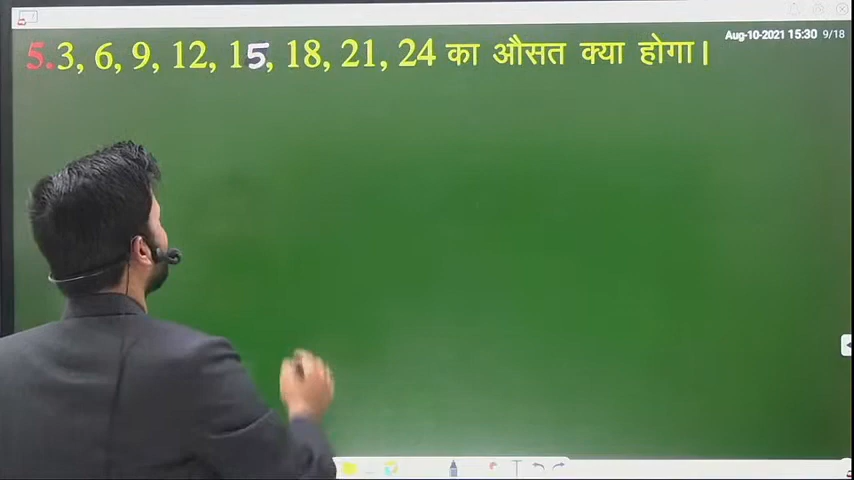 Aug-10-2021 15:30 9/18
5. 3, 6, 9, 12, 15, 18, 21, 24 का औसत क्या होगा।